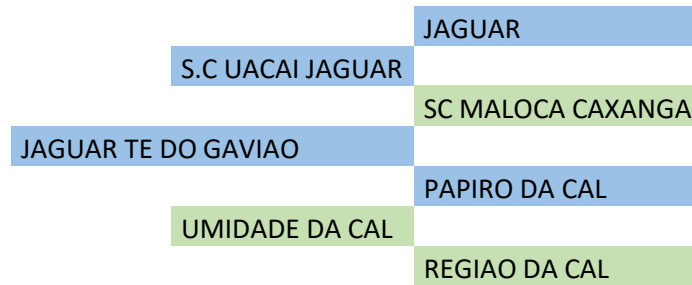 JAGUAR
S.C UACAI JAGUAR
SC MALOCA CAXANGA
JAGUAR TE DO GAVIAO
PAPIRO DA CAL
UMIDADE DA CAL
REGIAO DA CAL